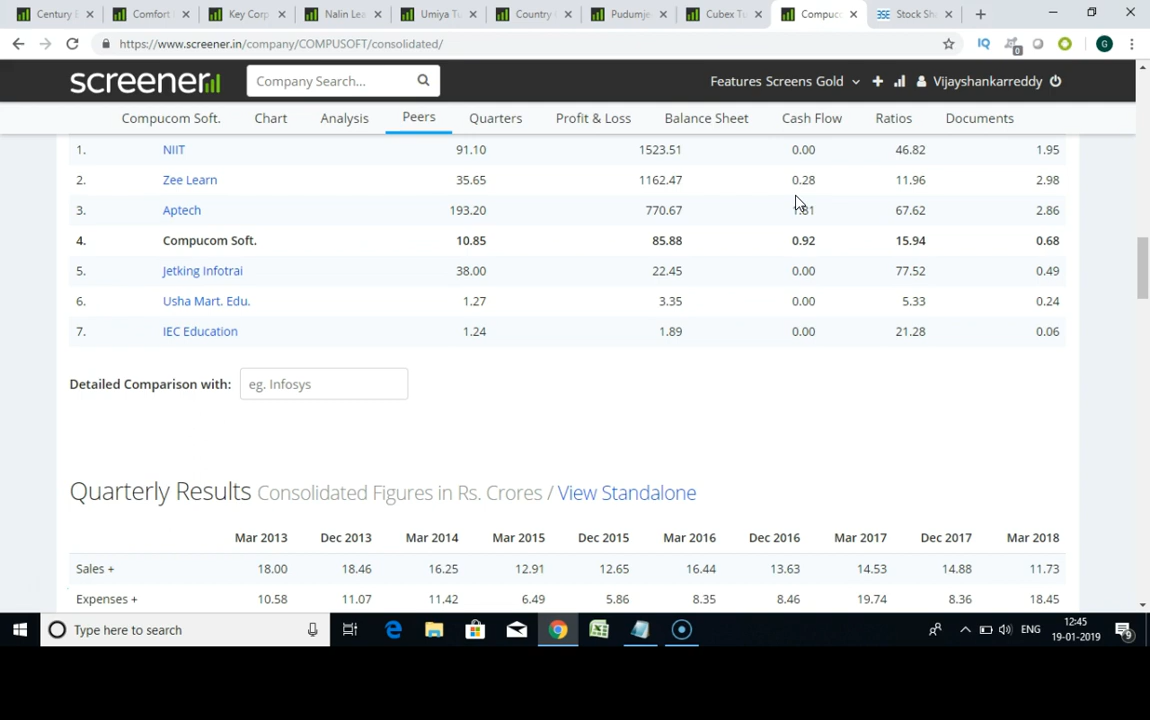 Century E
Comfort
Key Corp
Nalin Lea
Umiya Tu
Country
Pudumje
Cubex Tu
Compuc
Stock Sh
https://www.screener.in/company/COMPUSOFT/consolidated/
IQ
0
G
screener
Company Search...
Features Screens Gold
Vijayshankarreddy
Compucom Soft. Chart Analysis Peers Quarters Profit & Loss Balance Sheet Cash Flow Ratios Documents
1. NIIT 91.10 1523.51 0.00 46.82 1.95
2. Zee Learn 35.65 1162.47 0.28 11.96 2.98
3. Aptech 193.20 770.67 1.81 67.62 2.86
4. Compucom Soft. 10.85 85.88 0.92 15.94 0.68
5. Jetking Infotrai 38.00 22.45 0.00 77.52 0.49
6. Usha Mart. Edu. 1.27 3.35 0.00 5.33 0.24
7. IEC Education 1.24 1.89 0.00 21.28 0.06
Detailed Comparison with: eg. Infosys
Quarterly Results Consolidated Figures in Rs. Crores / View Standalone
Mar 2013 Dec 2013 Mar 2014 Mar 2015 Dec 2015 Mar 2016 Dec 2016 Mar 2017 Dec 2017 Mar 2018
Sales + 18.00 18.46 16.25 12.91 12.65 16.44 13.63 14.53 14.88 11.73
Expenses + 10.58 11.07 11.42 6.49 5.86 8.35 8.46 19.74 8.36 18.45
Type here to search
ENG
12:45
19-01-2019
9